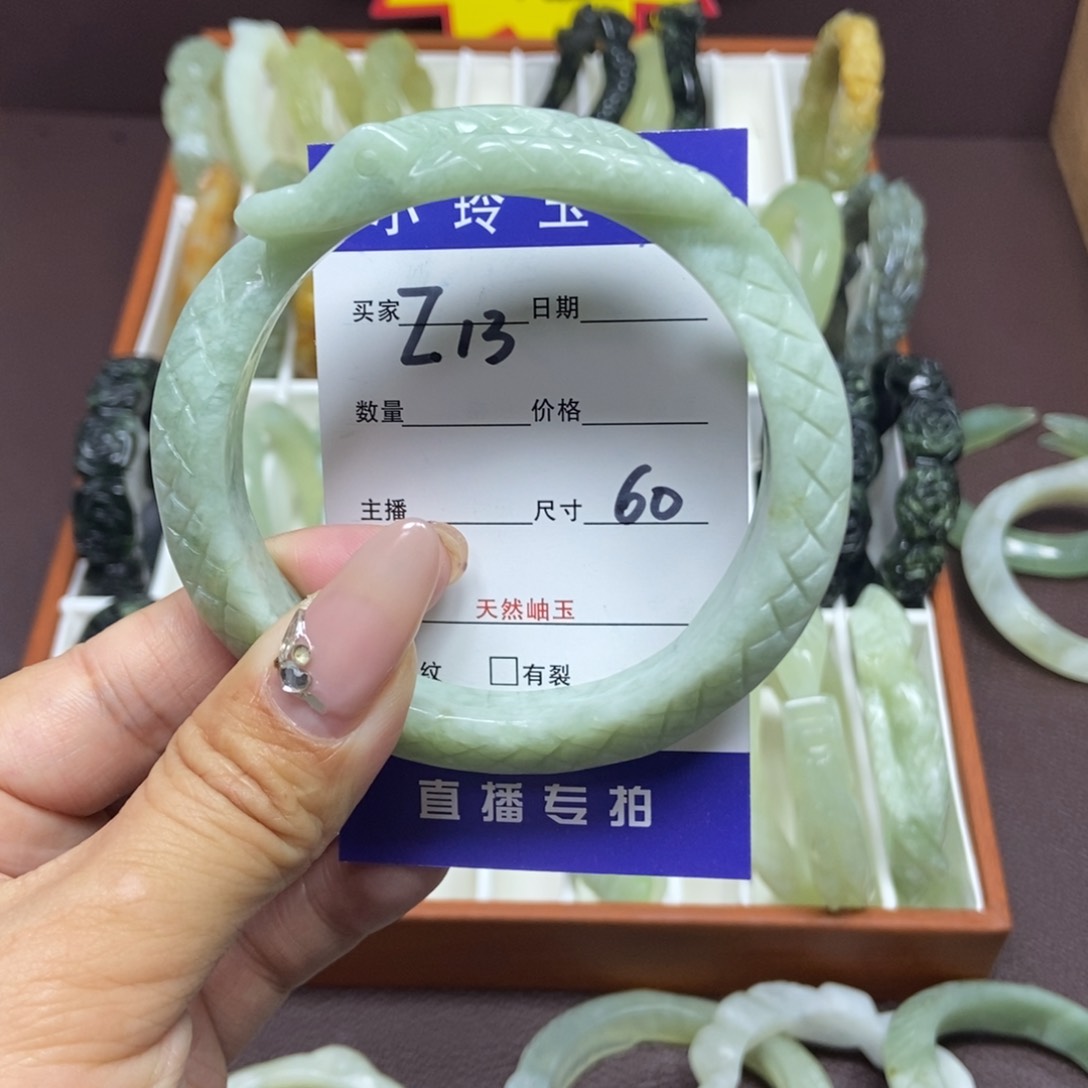 小玲玉
买家 Z13 日期
数量 价格
主播 尺寸 60
天然岫玉
纹 □有裂
直播专拍